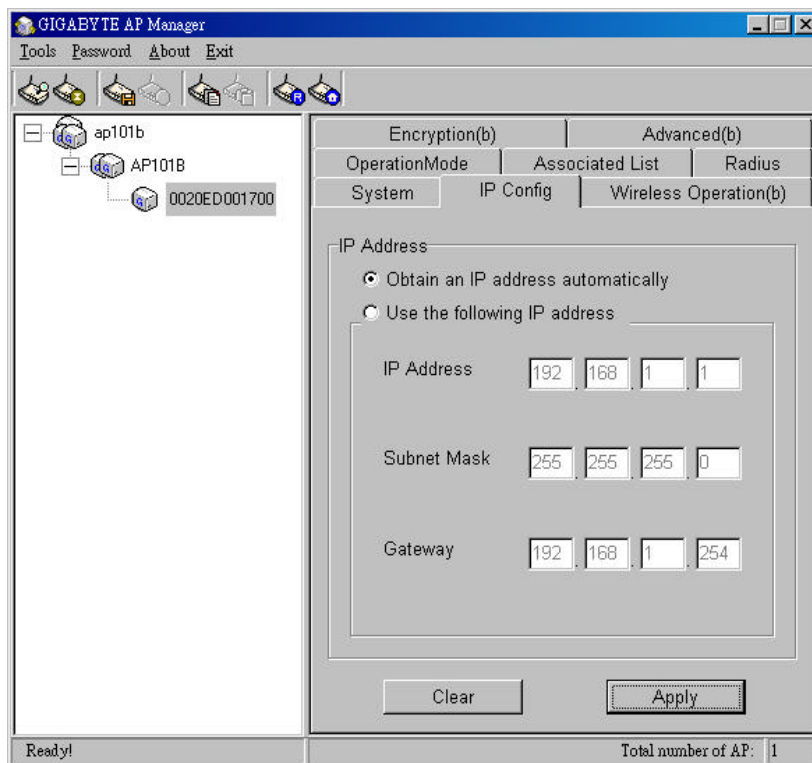 GIGABYTE AP Manager
Tools Password About Exit
ap101b
AP101B
0020ED001700
Encryption(b) Advanced(b)
OperationMode Associated List Radius
System IP Config Wireless Operation(b)
IP Address
Obtain an IP address automatically
Use the following IP address
IP Address 192 . 168 . 1 . 1
Subnet Mask 255 . 255 . 255 . 0
Gateway 192 . 168 . 1 . 254
Clear Apply
Ready! Total number of AP: 1